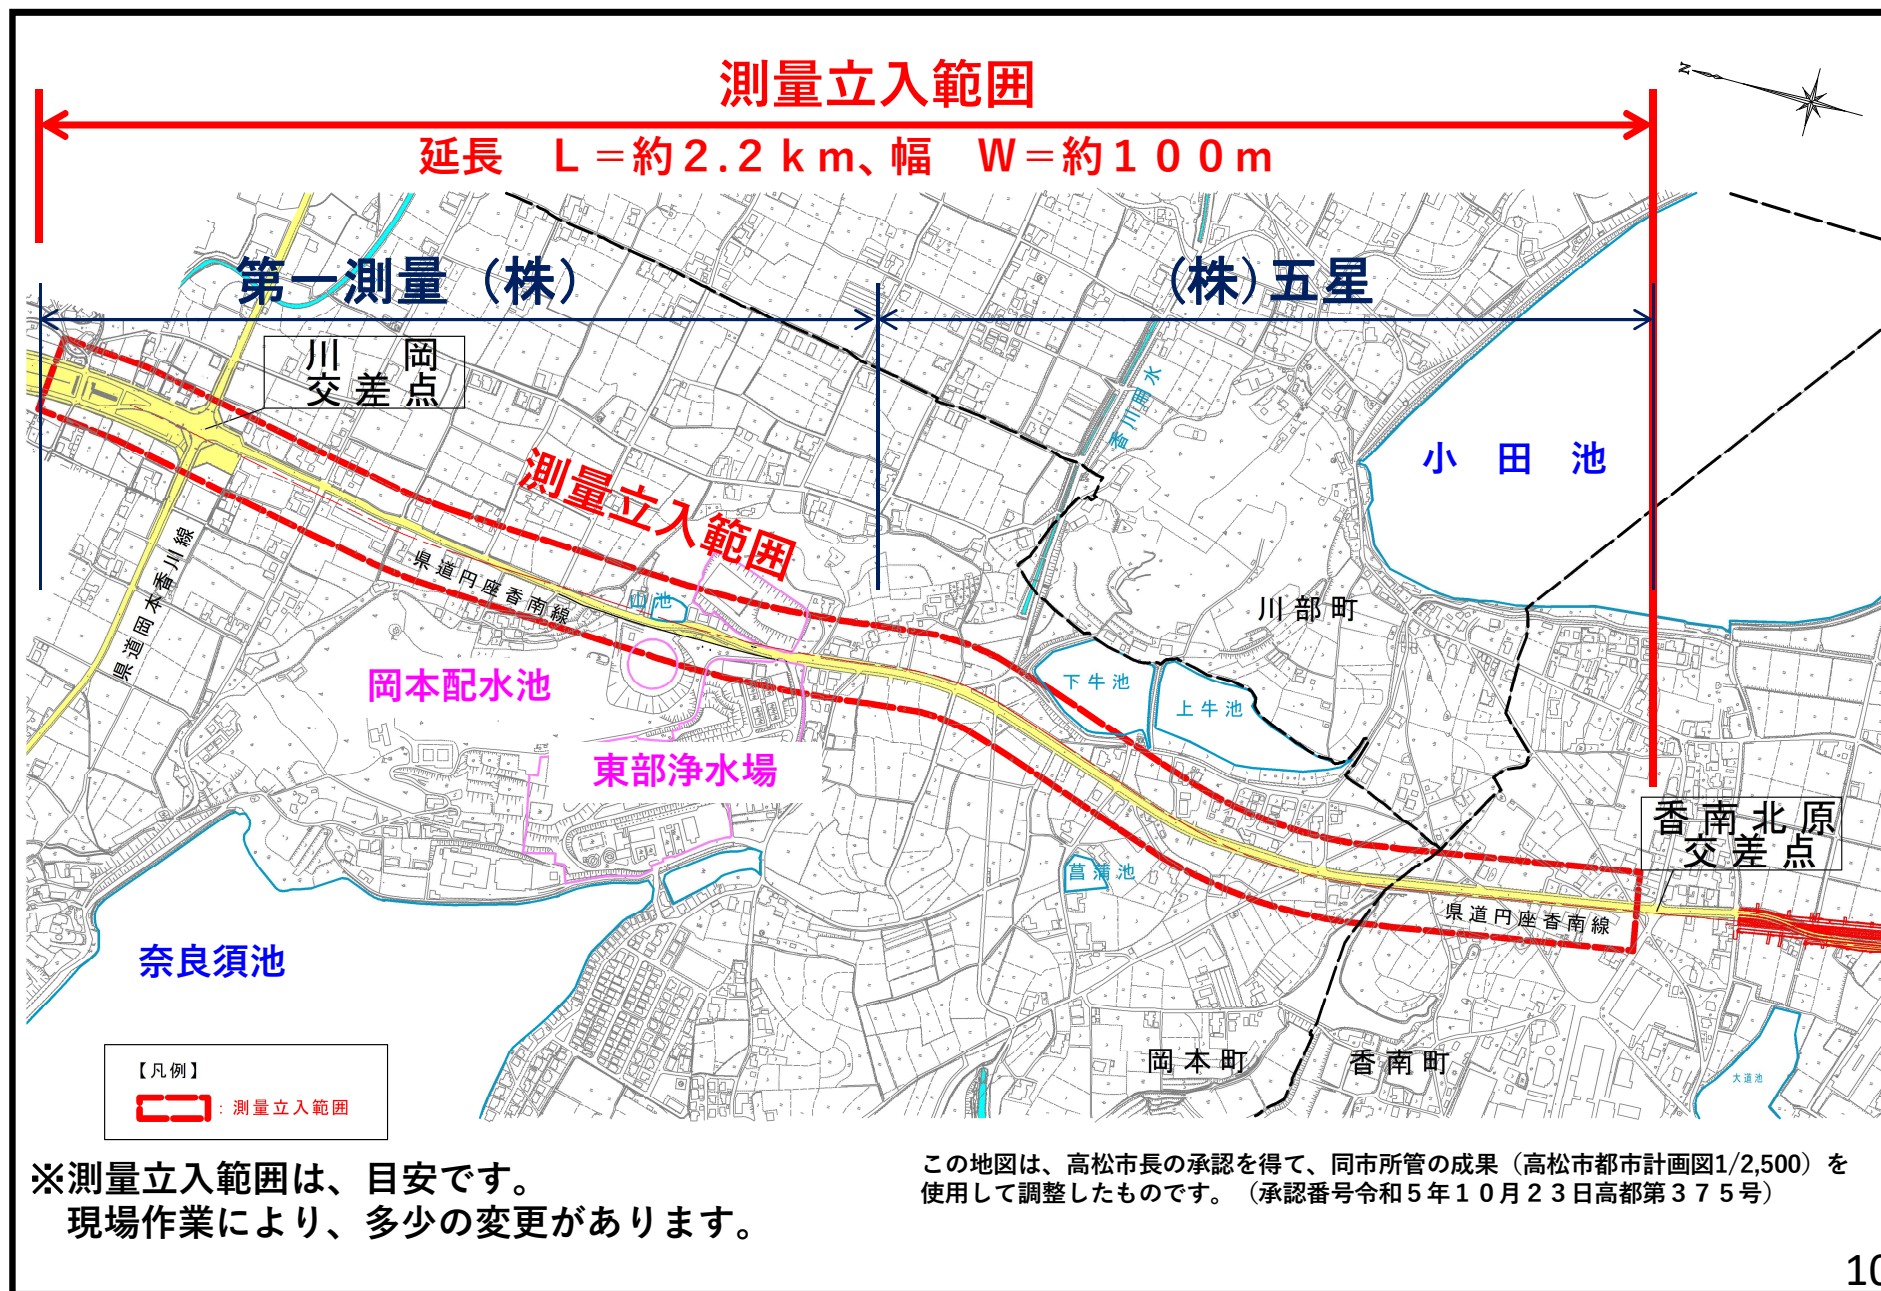 測量立入範囲
N
延長　L＝約２.２ｋｍ、幅　W＝約１００ｍ
第一測量（株）
（株）五星
川岡
交差点
香川用水
小田池
測量立入範囲
県道円座香南線
県道岡本香川線
山池
川部町
岡本配水池
下牛池
上牛池
東部浄水場
香南北原
交差点
菖蒲池
県道円座香南線
奈良須池
岡本町
香南町
大道池
【凡例】
：測量立入範囲
※測量立入範囲は、目安です。
現場作業により、多少の変更があります。
この地図は、高松市長の承認を得て、同市所管の成果（高松市都市計画図1/2,500）を
使用して調整したものです。（承認番号令和５年１０月２３日高都第３７５号）
10